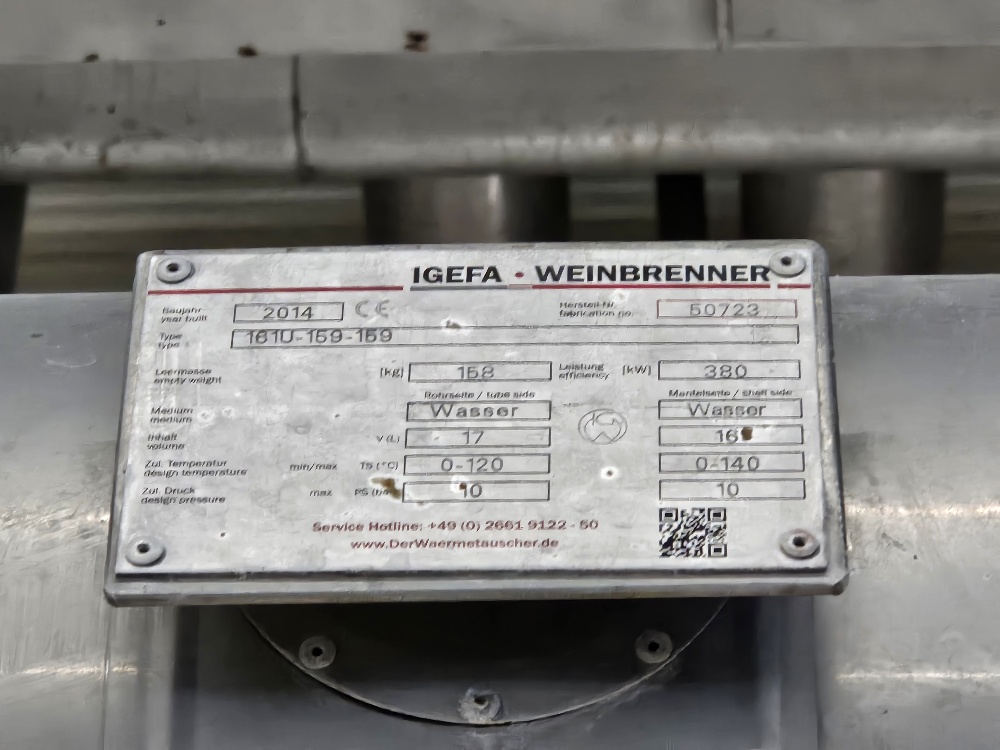 IGEFA · WEINBRENNER
Baujahr 2014 CE Herstell-Nr. 50723
year built fabrication no.
Type 161U-159-159
type
Leermasse [kg] 158 Leistung [kW] 380
empty weight efficiency
Rohrseite / tube side Mantelseite / shell side
Medium Wasser Wasser
medium
Inhalt V (L) 17 16
volume
Zul. Temperatur min/max TS (°C) 0-120 0-140
design temperature
Zul. Druck max PS 10 10
design pressure
Service Hotline: +49 (0) 2661 9122 - 50
www.DerWaermetauscher.de